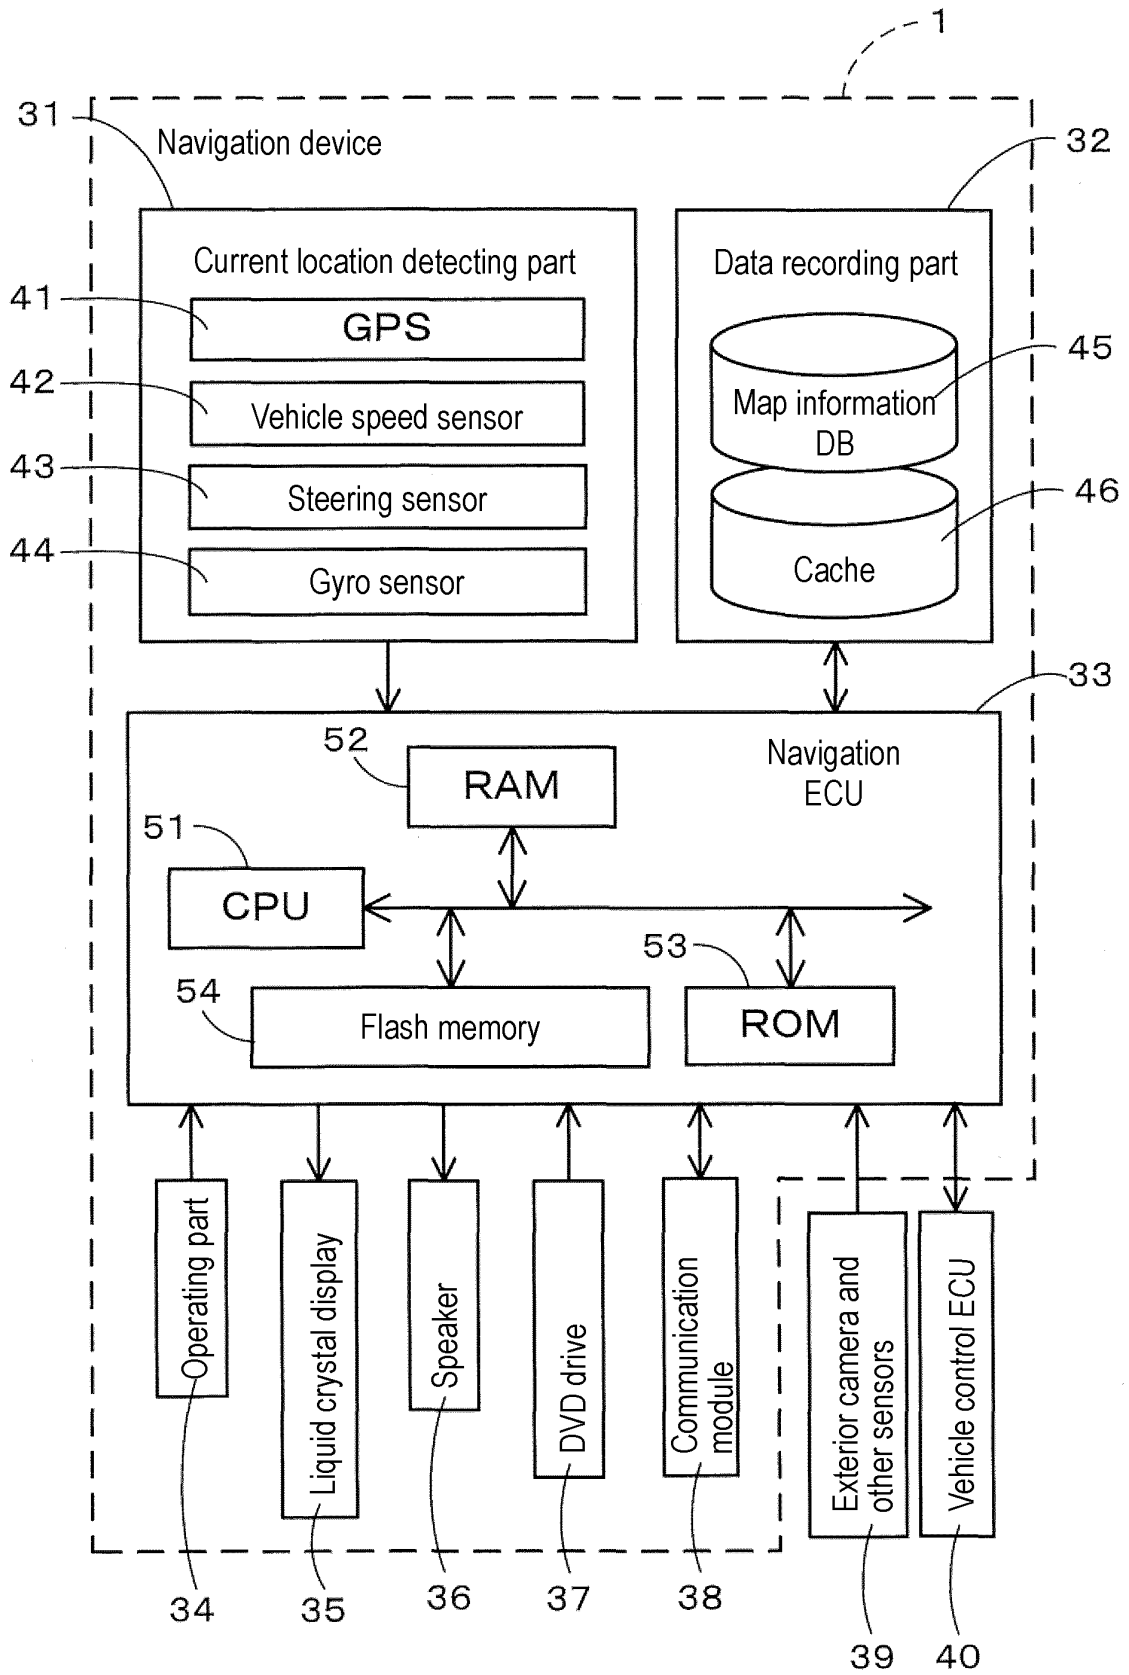 1
31
Navigation device
32
Current location detecting part
Data recording part
41
GPS
42
Vehicle speed sensor
43
Steering sensor
44
Gyro sensor
45
Map information
DB
46
Cache
33
Navigation
ECU
52
RAM
51
CPU
53
ROM
54
Flash memory
Operating part
Liquid crystal display
Speaker
DVD drive
Communication
module
Exterior camera and
other sensors
Vehicle control ECU
34
35
36
37
38
39
40